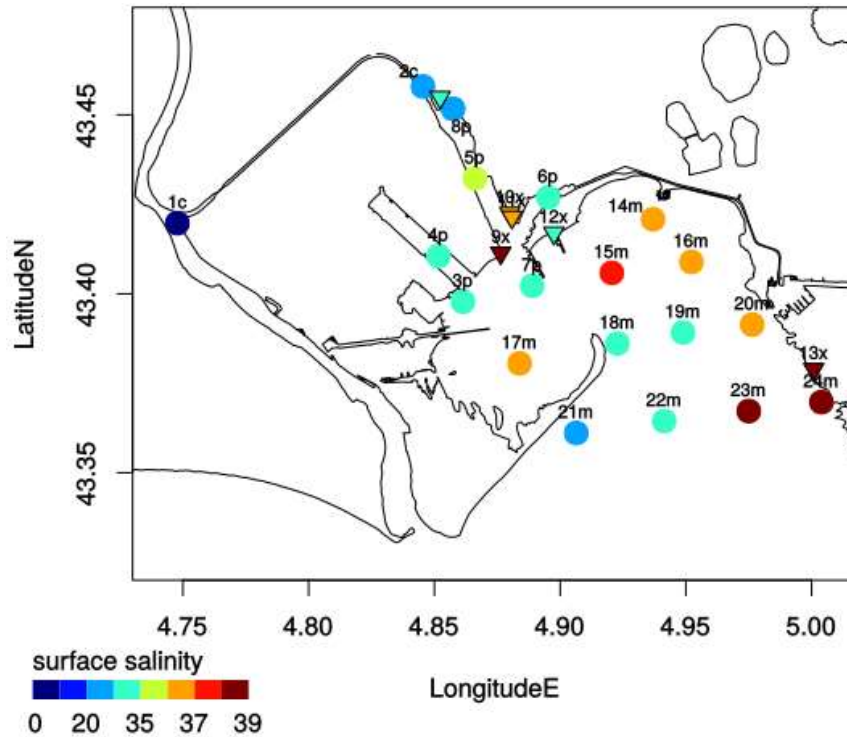 43.45
43.40
43.35
LatitudeN
2c
8p
5p
6p
1c
10x
12x
14m
4p
9x
15m
16m
7p
3p
19m
18m
20m
17m
13x
24m
23m
22m
21m
4.75 4.80 4.85 4.90 4.95 5.00
LongitudeE
surface salinity
0 20 35 37 39